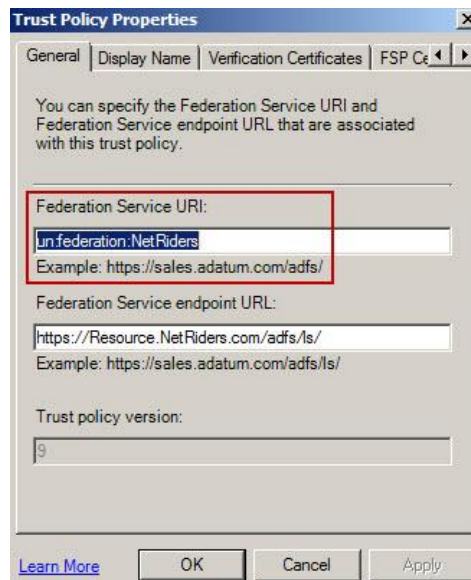 Trust Policy Properties
General
Display Name
Verification Certificates
FSP Ce
You can specify the Federation Service URI and
Federation Service endpoint URL that are associated
with this trust policy.
Federation Service URI:
un:federation:NetRiders
Example: https://sales.adatum.com/adfs/
Federation Service endpoint URL:
https://Resource.NetRiders.com/adfs/ls/
Example: https://sales.adatum.com/adfs/ls/
Trust policy version:
9
Learn More
OK
Cancel
Apply